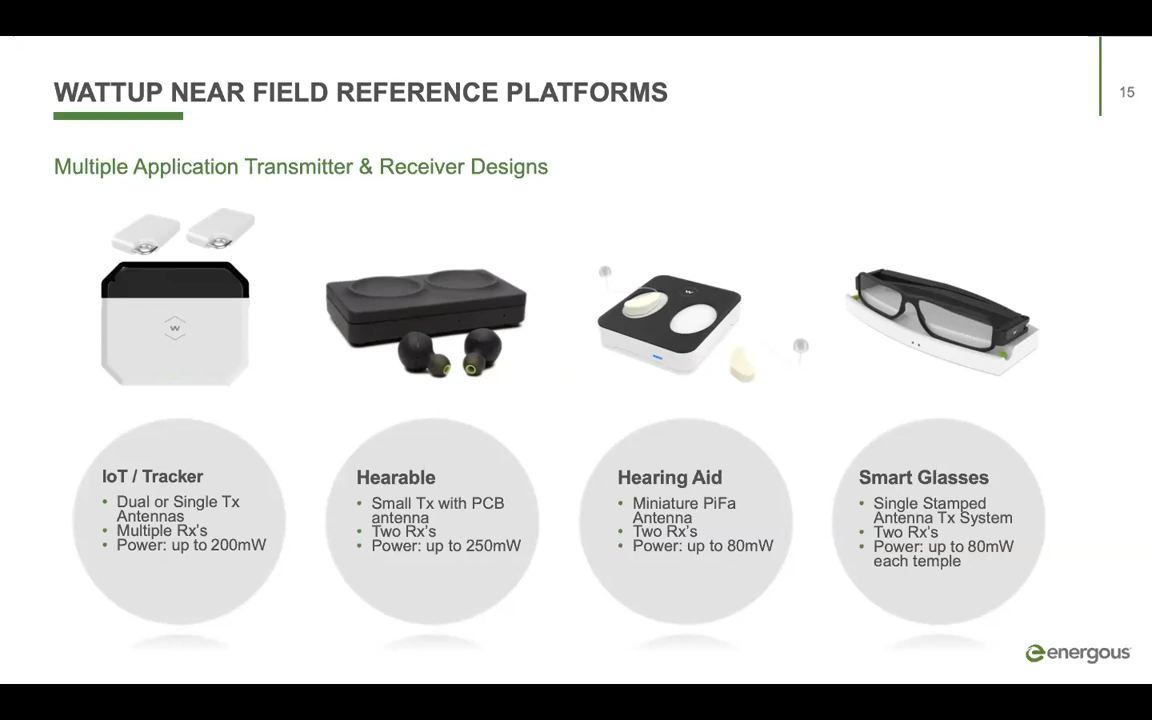 WATTUP NEAR FIELD REFERENCE PLATFORMS
15
Multiple Application Transmitter & Receiver Designs
W
W
IoT / Tracker
• Dual or Single Tx
Antennas
• Multiple Rx's
• Power: up to 200mW
Hearable
• Small Tx with PCB
antenna
• Two Rx's
• Power: up to 250mW
Hearing Aid
• Miniature PiFa
Antenna
• Two Rx's
• Power: up to 80mW
Smart Glasses
• Single Stamped
Antenna Tx System
• Two Rx's
• Power: up to 80mW
each temple
energous